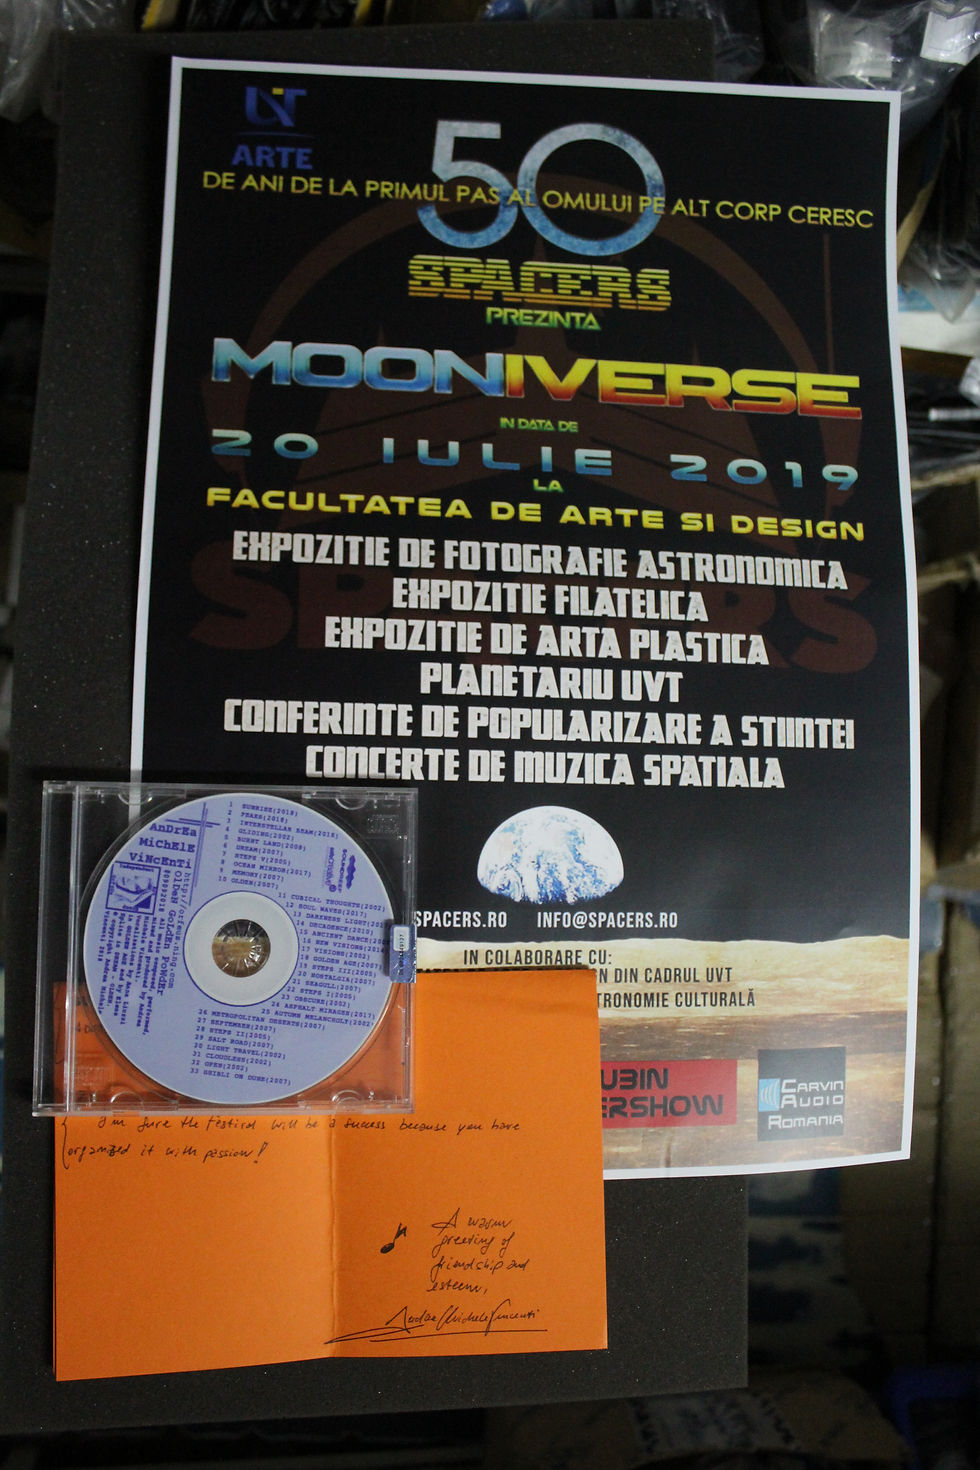 ARTE
50
DE ANI DE LA PRIMUL PAS AL OMULUI PE ALT CORP CERESC
SPACERS
PREZINTA
MOONIVERSE
IN DATA DE
20 IULIE 2019
LA
FACULTATEA DE ARTE SI DESIGN
EXPOZITIE DE FOTOGRAFIE ASTRONOMICA
EXPOZITIE FILATELICA
EXPOZITIE DE ARTA PLASTICA
PLANETARIU UVT
CONFERINTE DE POPULARIZARE A STIINTEI
CONCERTE DE MUZICA SPATIALA
SPACERS.RO INFO@SPACERS.RO
IN COLABORARE CU:
DIN CADRUL UVT
CULTURALĂ
CARVIN
AUDIO
ROMANIA
AnDrEa
MiChElE
ViNcEnTi
OlDeN GoLdEn PoWdEr
1 SUNRISE(2018)
2 PEAKS(2018)
3 INTERSTELLAR BEAM(2018)
4 GLIDING(2002)
5 BURNT LAND(2008)
6 DREAM(2007)
7 STEPS V(2005)
8 OCEAN MIRROR(2017)
9 MEMORY(2007)
10 OLDEN(2007)
11 CUBICAL THOUGHTS(2002)
12 SOUL WAVES(2017)
13 DARKNESS LIGHT(201
14 DECADENCE(2010)
15 ANCIENT DANCE(20
16 NEW VISIONS(2014
17 VISIONS(2002)
18 GOLDEN AGE(2007)
19 STEPS III(2005)
20 NOSTALGIA(2007)
21 SEAGULL(2007)
22 STEPS I(2005)
23 OBSCURE(2002)
24 ASPHALT MIRAGES(2017)
25 AUTUMN MELANCHOLY(2002)
26 METROPOLITAN DESERTS(2007)
27 SEPTEMBER(2007)
28 STEPS II(2005)
29 SALT ROAD(2007)
30 LIGHT TRAVEL(2002)
31 CLOUDLESS(2002)
32 OPEN(2002)
33 GHIBLI ON DUNE(2007)
I'm sure the Festival will be a success because you have
organized it with passion!
A warm
greeting of
friendship and
esteem,
Andrea Michele Vincenti